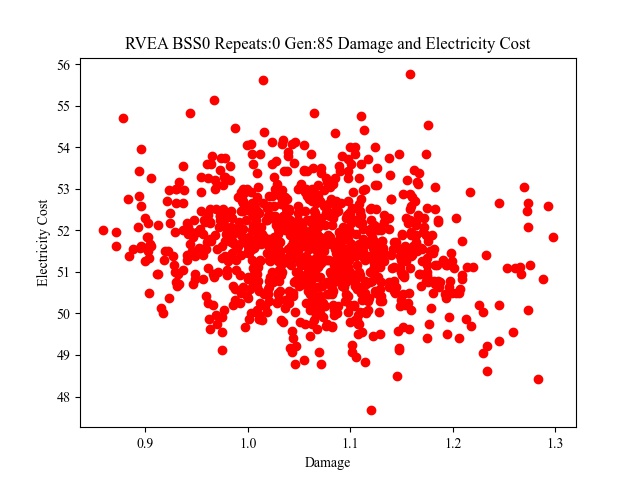 RVEA BSS0 Repeats:0 Gen:85 Damage and Electricity Cost
56
55
54
53
52
51
50
49
48
Electricity Cost
0.9 1.0 1.1 1.2 1.3
Damage